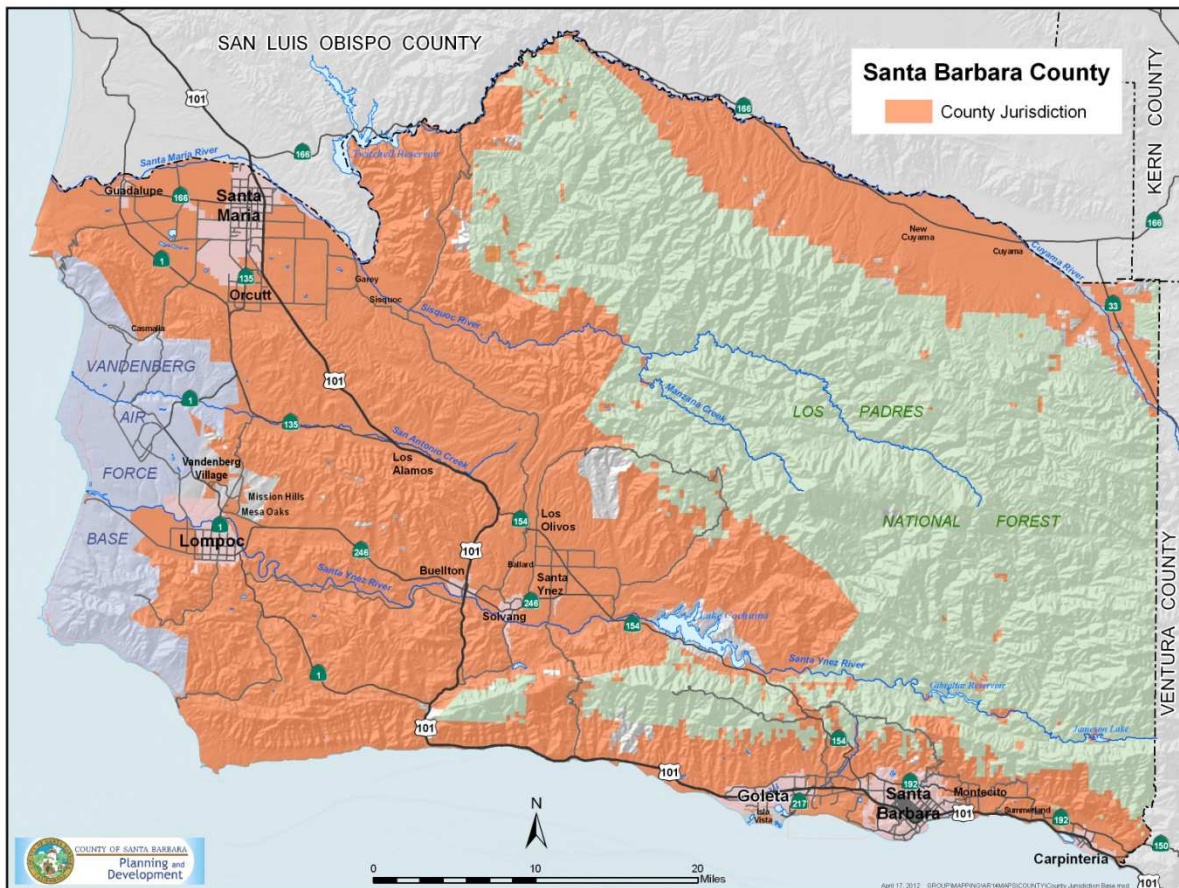 SAN LUIS OBISPO COUNTY
Santa Barbara County
County Jurisdiction
KERN COUNTY
VENTURA COUNTY
101
166
166
166
166
Santa Maria River
Twitchell Reservoir
Guadalupe
Santa
Maria
1
135
Orcutt
Garey
Sisquoc
Sisquoc River
New
Cuyama
Cuyama
Cuyama River
33
Casmalia
VANDENBERG
AIR
FORCE
BASE
1
135
101
San Antonio Creek
Los
Alamos
Manzana Creek
LOS PADRES
NATIONAL FOREST
Vandenberg
Village
Mission Hills
Mesa Oaks
1
Lompoc
246
Santa Ynez River
Buellton
101
154
Los
Olivos
Ballard
Santa
Ynez
246
Solvang
154
Lake Cachuma
Santa Ynez River
Gibraltar Reservoir
Jameson Lake
1
101
101
154
Goleta
217
Isla
Vista
192
Santa
Barbara
Montecito
Summerland
101
192
Carpinteria
150
101
N
0 10 20
Miles
COUNTY OF SANTA BARBARA
Planning and
Development
April 17, 2012